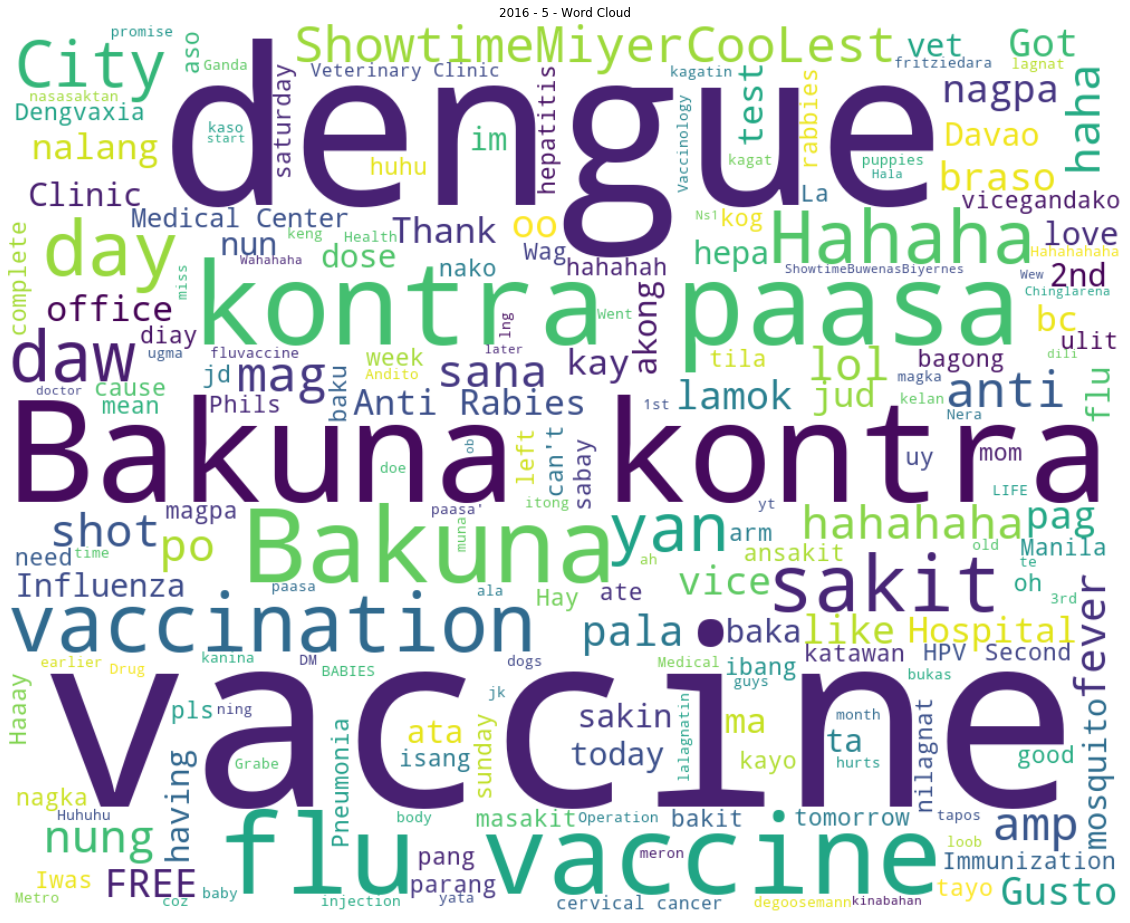 2016 - 5 - Word Cloud
promise
City
aso
Ganda
nasasaktan
Dengvaxia
nalang
Clinic
dengue
kaso
start
saturday
Veterinary Clinic
ShowtimeMiyerCooLest
im
huhu
hepatitis
kagatin
Vaccinology
test
kagat
rabbies
vet
fritziedara
Got
lagnat
haha
nagpa
Davao
puppies
Hala
braso
La
vicegandako
Medical Center
day
complete
miss
nun
keng
Health
Wahahaha
dose
Thank
nako
oo
Wag
hahahah
Ns1
kog
hepa
Hahaha
love
Hahahahaha
ShowtimeBuwenasBiyernes
Wew
2nd
Chinglarena
office
diay
kontra paasa
Went
akong
bc
ulit
daw
ugma
fluvaccine
doctor
cause
mean
jd
mag
baku
week
Andito
lng
later
sana
kay
tila
lol
bagong
dili
Phils
Anti Rabies
1st
lamok
jud
magka
kelan
anti
Nera
flu
Bakuna kontra
doe
ob
left
can't
sabay
uy
mom
LIFE
itong
yt
magpa
paasa'
shot
po
need
time
Bakuna
muna
yan
ah
arm
ansakit
hahahaha
pag
old
Manila
te
Influenza
paasa
ala
Hay
ate
vice
sakit
oh
3rd
vaccination
pala
baka
like
Hospital
katawan
HPV Second
mosquitofever
earlier
Drug
kanina
DM
BABIES
dogs
Medical
ibang
guys
bukas
Haaay
pls
ning
jk
vaccine
ata
isang
sunday
sakin
today
lalagnatin
ma
kayo
month
ta
hurts
nilagnat
good
Grabe
Pneumonia
nagka
Huhuhu
having
body
masakit
Operation
bakit
tomorrow
tapos
amp
nung
flu vaccine
loob
Immunization
Iwas
FREE
pang
parang
meron
tayo
Gusto
Metro
coz
baby
injection
yata
cervical cancer
degoosemann
kinabahan